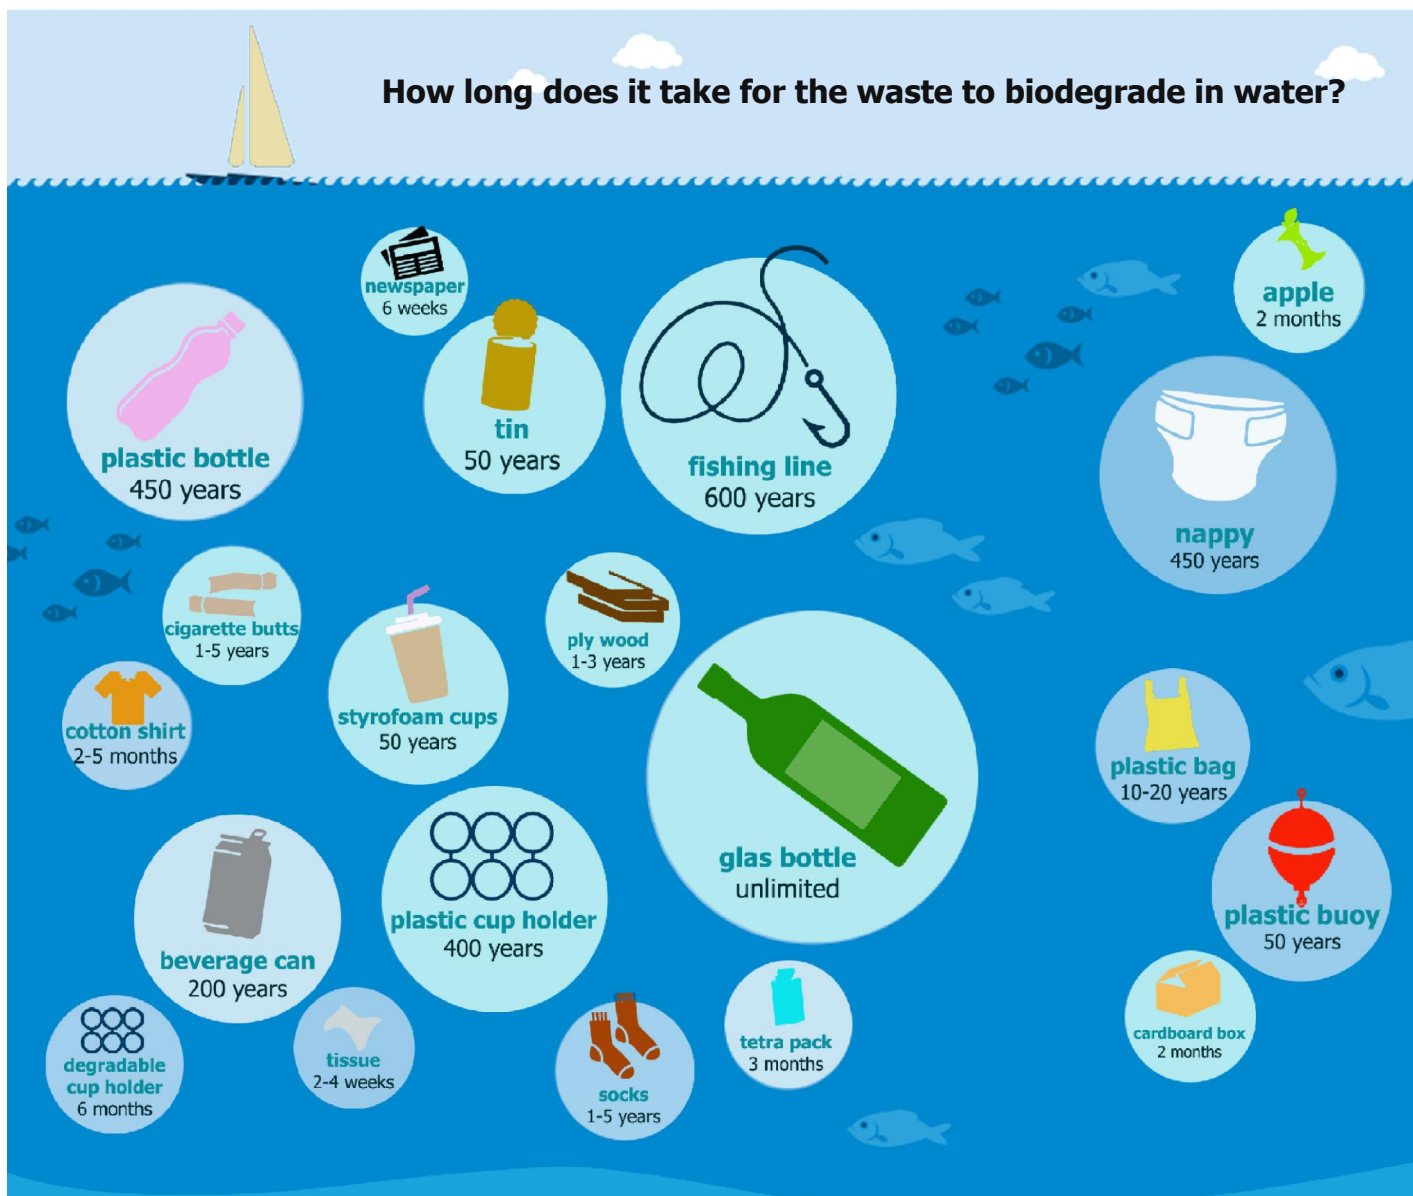 How long does it take for the waste to biodegrade in water?
newspaper
6 weeks
apple
2 months
plastic bottle
450 years
tin
50 years
fishing line
600 years
nappy
450 years
cigarette butts
1-5 years
ply wood
1-3 years
cotton shirt
2-5 months
styrofoam cups
50 years
plastic bag
10-20 years
glas bottle
unlimited
plastic cup holder
400 years
plastic buoy
50 years
beverage can
200 years
degradable
cup holder
6 months
tissue
2-4 weeks
socks
1-5 years
tetra pack
3 months
cardboard box
2 months